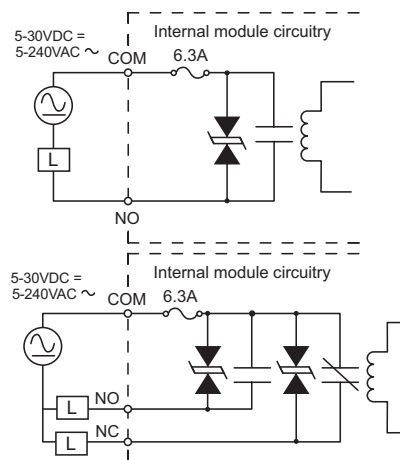 Internal module circuitry
5-30VDC =
5-240VAC ~
COM
6.3A
L
NO
Internal module circuitry
5-30VDC =
5-240VAC ~
COM
6.3A
L
NO
L
NC